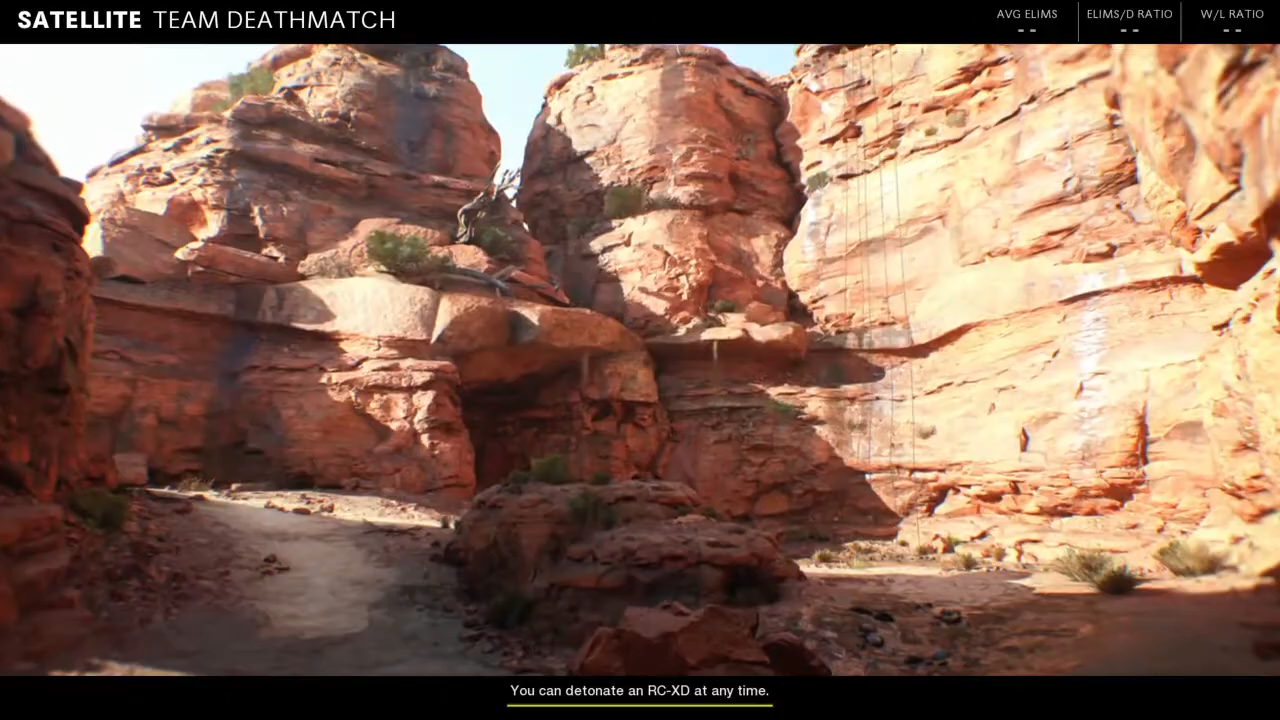 SATELLITE TEAM DEATHMATCH
AVG ELIMS
ELIMS/D RATIO
W/L RATIO
- -
- -
- -
You can detonate an RC-XD at any time.